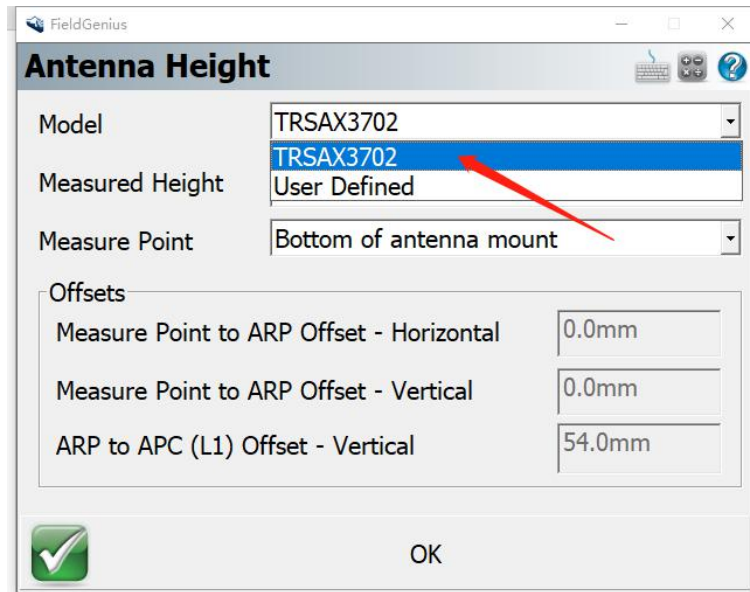 FieldGenius
Antenna Height
Model
TRSAX3702
TRSAX3702
Measured Height
User Defined
Measure Point
Bottom of antenna mount
Offsets
Measure Point to ARP Offset - Horizontal
0.0mm
Measure Point to ARP Offset - Vertical
0.0mm
ARP to APC (L1) Offset - Vertical
54.0mm
OK